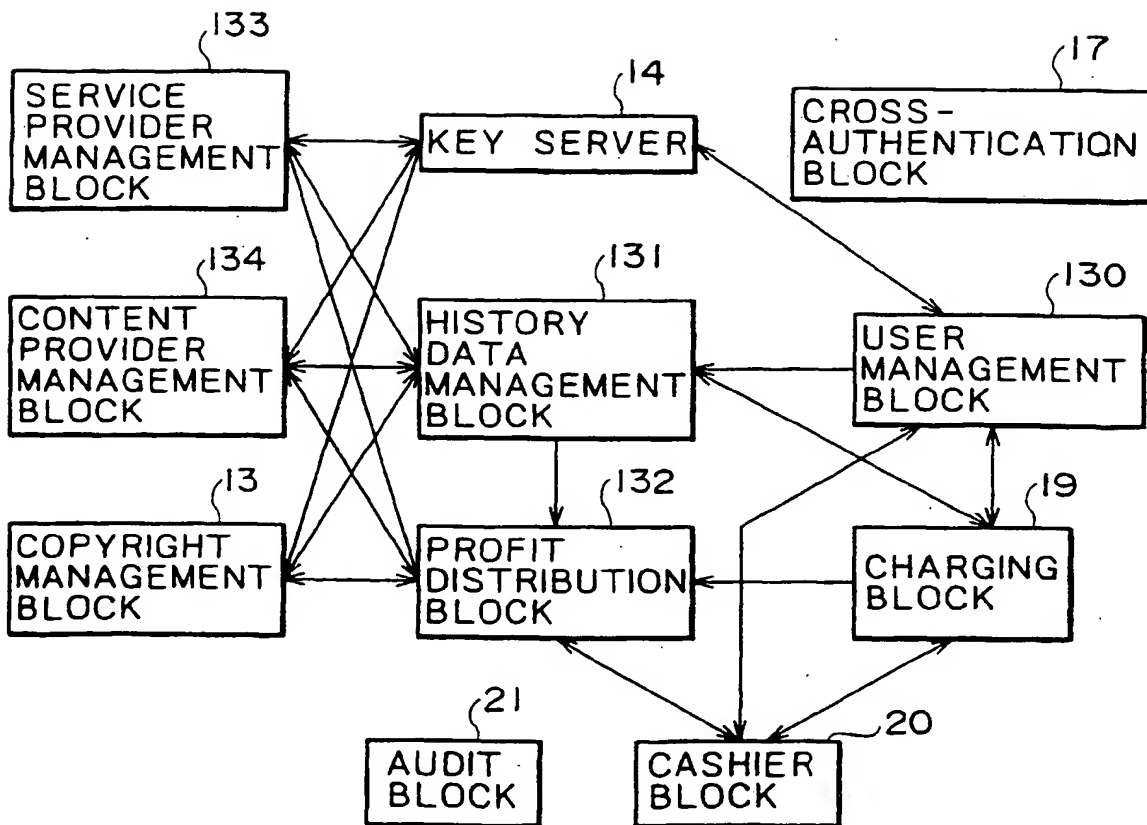 133
SERVICE
PROVIDER
MANAGEMENT
BLOCK
14
KEY SERVER
17
CROSS-
AUTHENTICATION
BLOCK
134
CONTENT
PROVIDER
MANAGEMENT
BLOCK
131
HISTORY
DATA
MANAGEMENT
BLOCK
130
USER
MANAGEMENT
BLOCK
13
COPYRIGHT
MANAGEMENT
BLOCK
132
PROFIT
DISTRIBUTION
BLOCK
19
CHARGING
BLOCK
21
AUDIT
BLOCK
20
CASHIER
BLOCK